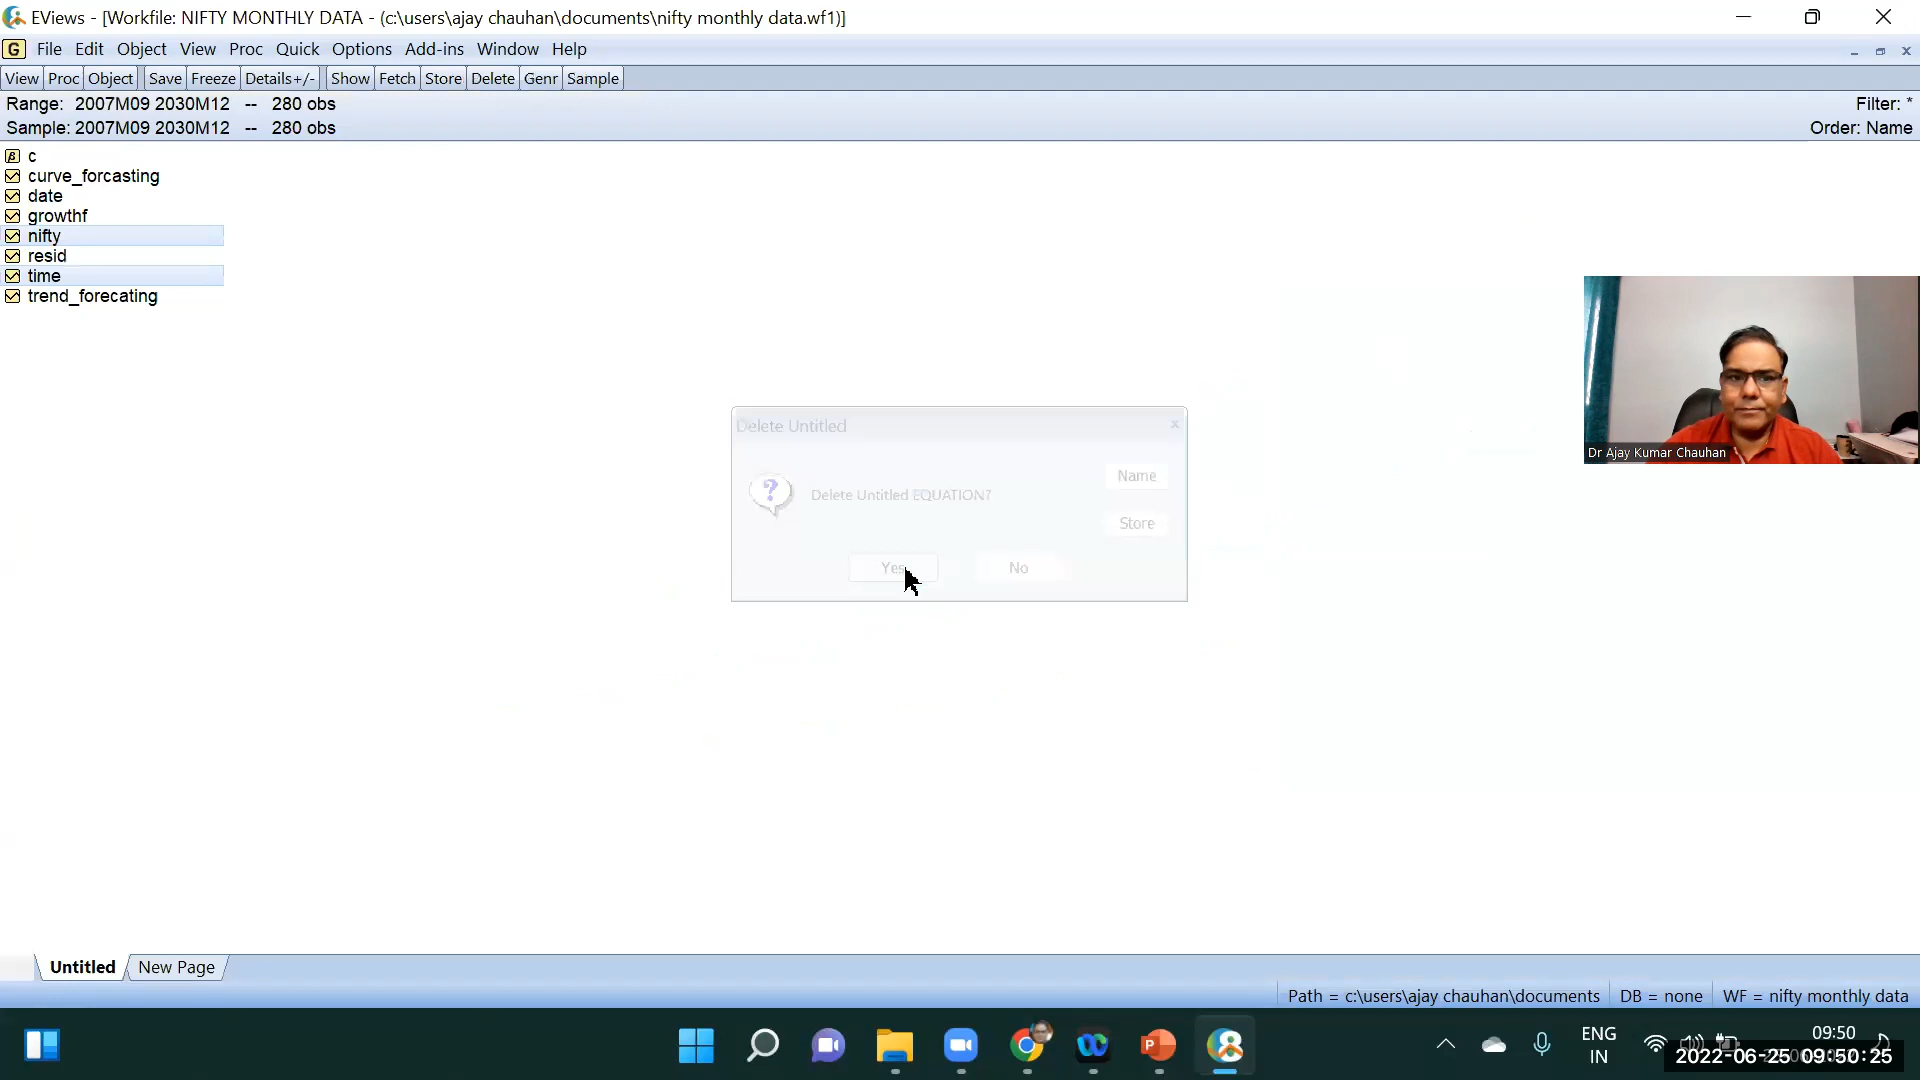 EViews - [Workfile: NIFTY MONTHLY DATA - (c:\users\ajay chauhan\documents\nifty monthly data.wf1)]
G File Edit Object View Proc Quick Options Add-ins Window Help
View Proc Object Save Freeze Details+/- Show Fetch Store Delete Genr Sample
Range: 2007M09 2030M12 -- 280 obs
Filter: *
Sample: 2007M09 2030M12 -- 280 obs
Order: Name
β c
curve_forcasting
date
growthf
nifty
resid
time
trend_forecating
Delete Untitled
Name
Delete Untitled EQUATION?
Store
Yes No
Dr Ajay Kumar Chauhan
Untitled New Page
Path = c:\users\ajay chauhan\documents DB = none WF = nifty monthly data
ENG
IN
09:50
2022-06-25 09:50:25